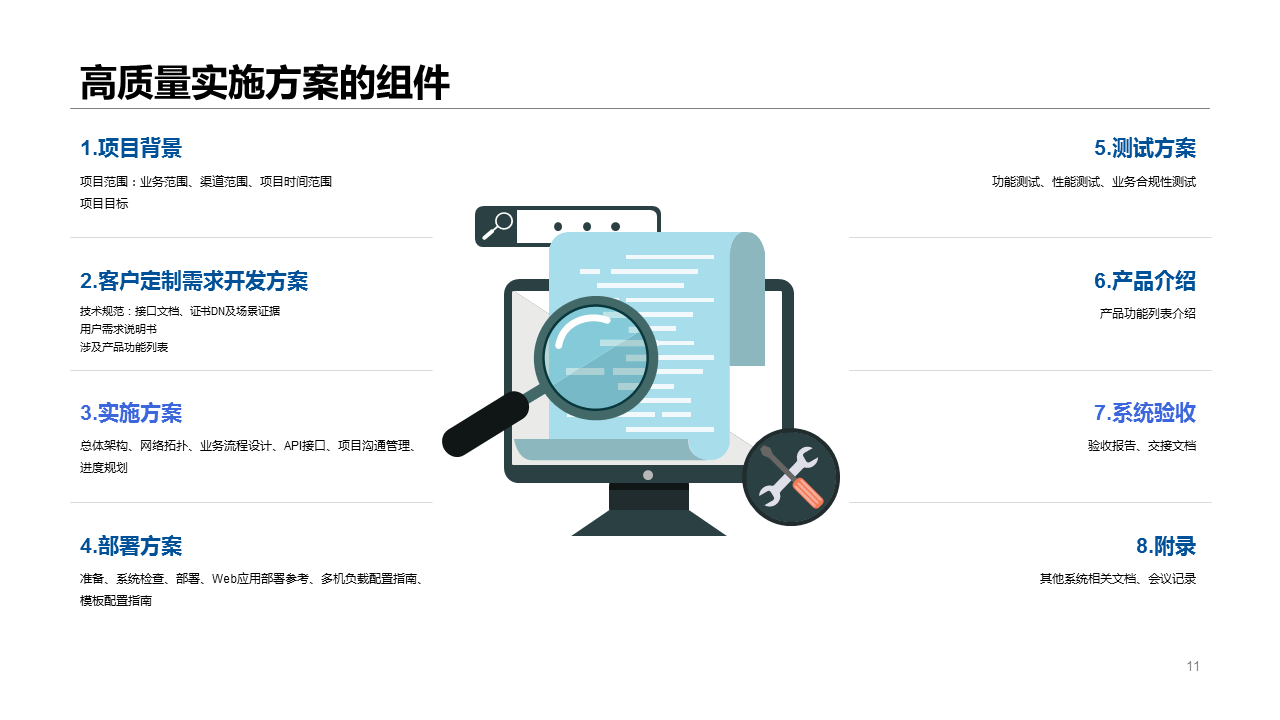 高质量实施方案的组件
1.项目背景
项目范围：业务范围、渠道范围、项目时间范围
项目目标
2.客户定制需求开发方案
技术规范：接口文档、证书DN及场景证据
用户需求说明书
涉及产品功能列表
3.实施方案
总体架构、网络拓扑、业务流程设计、API接口、项目沟通管理、
进度规划
4.部署方案
准备、系统检查、部署、Web应用部署参考、多机负载配置指南、
模板配置指南
5.测试方案
功能测试、性能测试、业务合规性测试
6.产品介绍
产品功能列表介绍
7.系统验收
验收报告、交接文档
8.附录
其他系统相关文档、会议记录
11